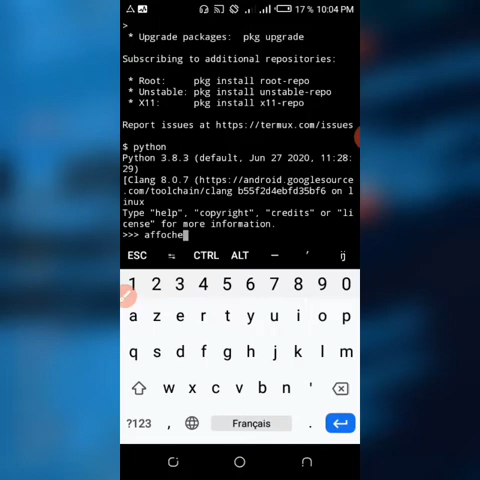 17 % 10:04 PM
>
* Upgrade packages: pkg upgrade
Subscribing to additional repositories:
* Root: pkg install root-repo
* Unstable: pkg install unstable-repo
* X11: pkg install x11-repo
Report issues at https://termux.com/issues
$ python
Python 3.8.3 (default, Jun 27 2020, 11:28:
29)
[Clang 8.0.7 (https://android.googlesource
.com/toolchain/clang b55f2d4ebfd35bf6 on l
inux
Type "help", "copyright", "credits" or "li
cense" for more information.
>>> affoche
ESC ⇆ CTRL ALT — ′ ij
1 2 3 4 5 6 7 8 9 0
a z e r t y u i o p
q s d f g h j k l m
w x c v b n '
?123 , Français .